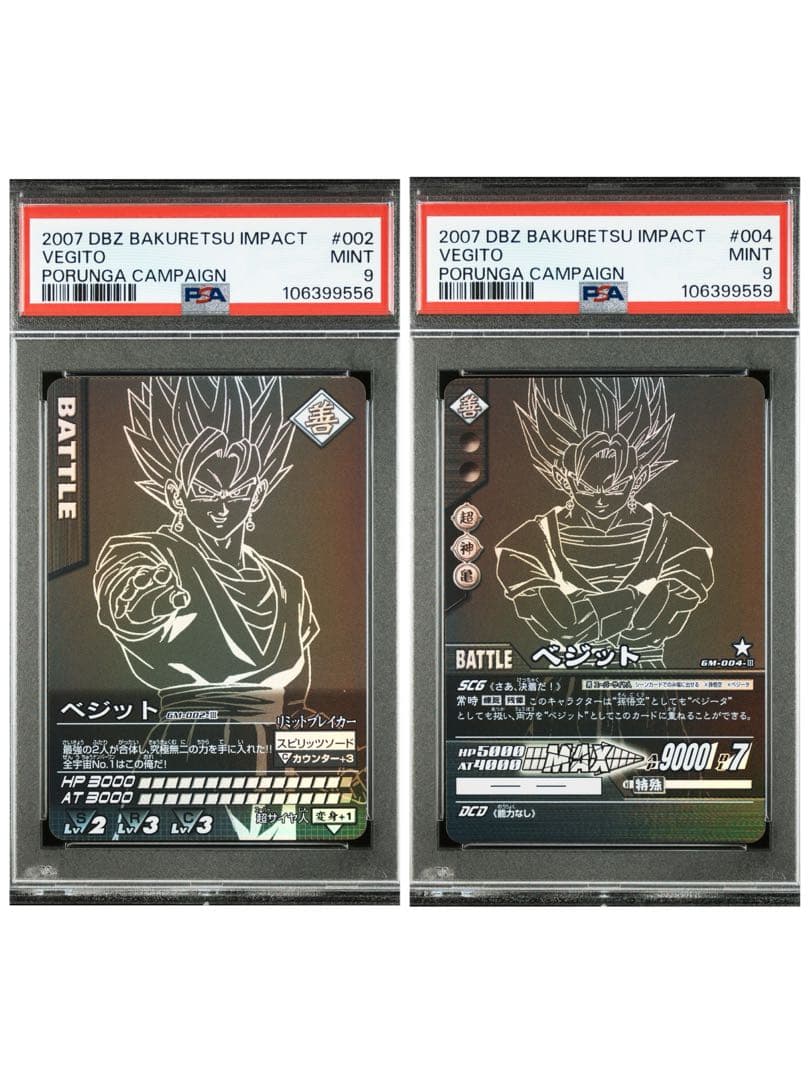 2007 DBZ BAKURETSU IMPACT #002
VEGITO MINT
PORUNGA CAMPAIGN 9
PSA 106399556
BATTLE
善
ベジット GM-002-Ⅲ
リミットブレイカー
スピリッツソード
カウンター+3
最強の2人が合体し、究極無二の力を手に入れた!!
全宇宙No.1はこの俺だ!
HP 3000
AT 3000
S Lv.2 R Lv.3 C Lv.3
超サイヤ人 変身+1
2007 DBZ BAKURETSU IMPACT #004
VEGITO MINT
PORUNGA CAMPAIGN 9
PSA 106399559
善
超
神
亀
BATTLE ベジット GM-004-Ⅲ
SCG《さあ、決着だ!》
常時 このキャラクターは"孫悟空"としても"ベジータ"
としても扱い、両方を"ベジット"としてこのカードに重ねることができる。
HP 5000
AT 4000
MAX 9000 7
特殊
DCD 《能力なし》